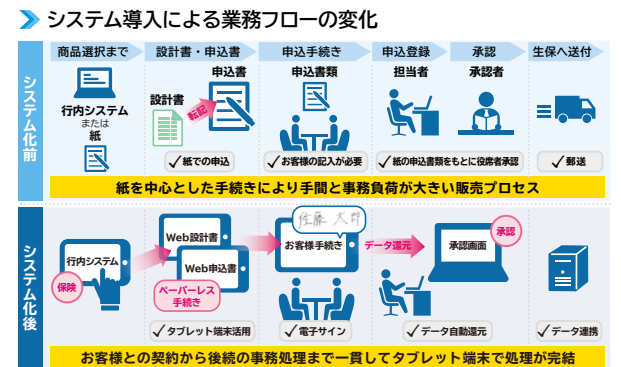 システム導入による業務フローの変化
商品選択まで
設計書・申込書
申込手続き
申込登録
承認
生保へ送付
システム化前
行内システム
または
紙
設計書
転記
申込書
✓紙での申込
申込書類
✓お客様の記入が必要
担当者
承認者
✓紙の申込書類をもとに役席者承認
✓郵送
紙を中心とした手続きにより手間と事務負荷が大きい販売プロセス
システム化後
行内システム
保険
Web設計書
Web申込書
ペーパーレス
手続き
✓タブレット端末活用
佐藤 太郎
お客様手続き
✓電子サイン
データ還元
承認
承認画面
✓データ自動還元
✓データ連携
お客様との契約から後続の事務処理まで一貫してタブレット端末で処理が完結